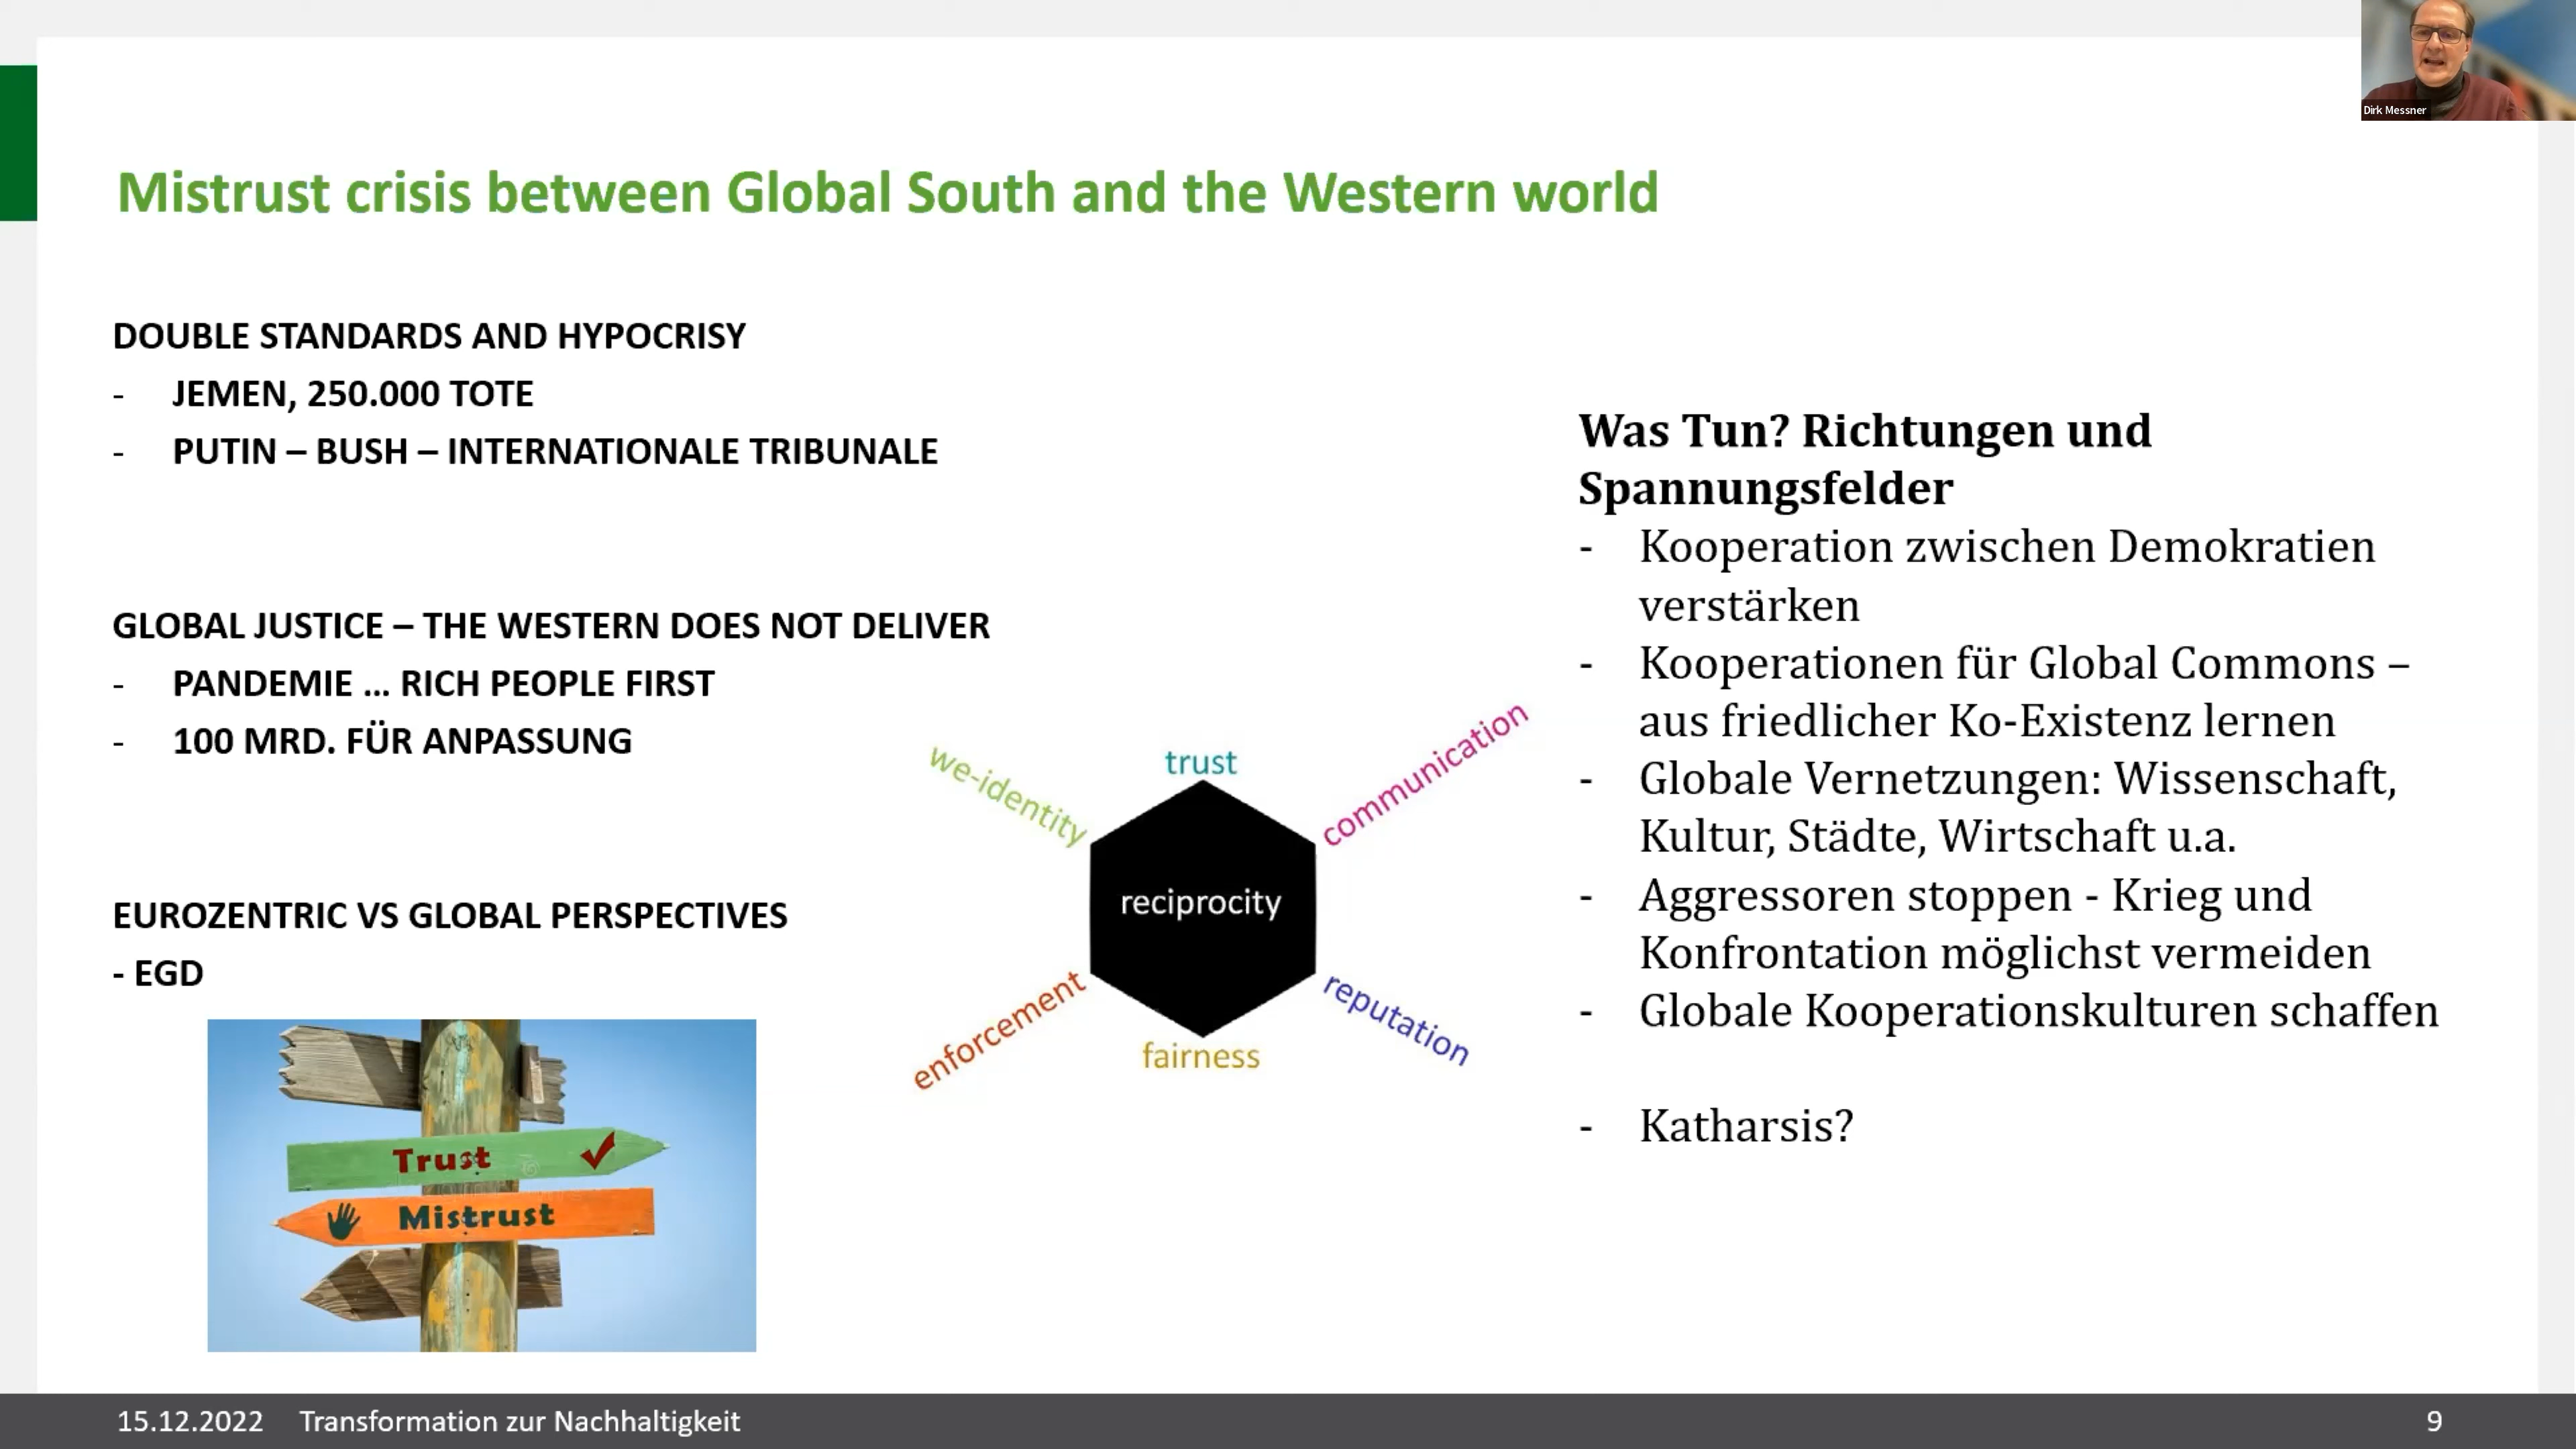 Dirk Messner
Mistrust crisis between Global South and the Western world
DOUBLE STANDARDS AND HYPOCRISY
- JEMEN, 250.000 TOTE
- PUTIN – BUSH – INTERNATIONALE TRIBUNALE
GLOBAL JUSTICE – THE WESTERN DOES NOT DELIVER
- PANDEMIE ... RICH PEOPLE FIRST
- 100 MRD. FÜR ANPASSUNG
EUROZENTRIC VS GLOBAL PERSPECTIVES
- EGD
Trust
Mistrust
we-identity
trust
communication
reciprocity
enforcement
fairness
reputation
Was Tun? Richtungen und
Spannungsfelder
- Kooperation zwischen Demokratien
verstärken
- Kooperationen für Global Commons –
aus friedlicher Ko-Existenz lernen
- Globale Vernetzungen: Wissenschaft,
Kultur, Städte, Wirtschaft u.a.
- Aggressoren stoppen - Krieg und
Konfrontation möglichst vermeiden
- Globale Kooperationskulturen schaffen
- Katharsis?
15.12.2022 Transformation zur Nachhaltigkeit
9